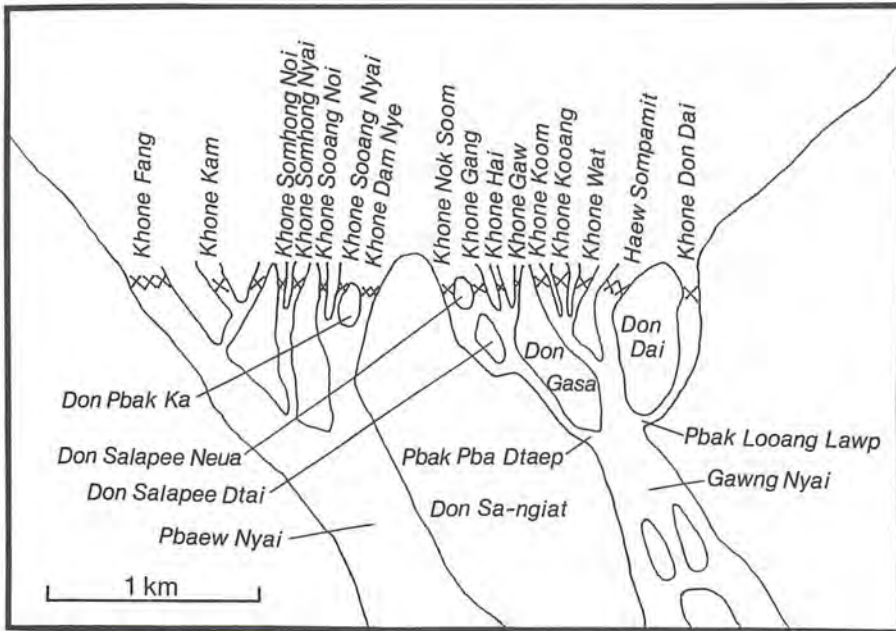 Khone Fang
Khone Kam
Khone Somhong Noi
Khone Somhong Nyai
Khone Sooang Noi
Khone Sooang Nyai
Khone Dam Nye
Khone Nok Soom
Khone Gang
Khone Hai
Khone Gaw
Khone Koom
Khone Kooang
Khone Wat
Haew Sompamit
Khone Don Dai
Don
Dai
Don
Gasa
Don Pbak Ka
Don Salapee Neua
Don Salapee Dtai
Pbaew Nyai
Pbak Pba Dtaep
Don Sa-ngiat
Pbak Looang Lawp
Gawng Nyai
1 km